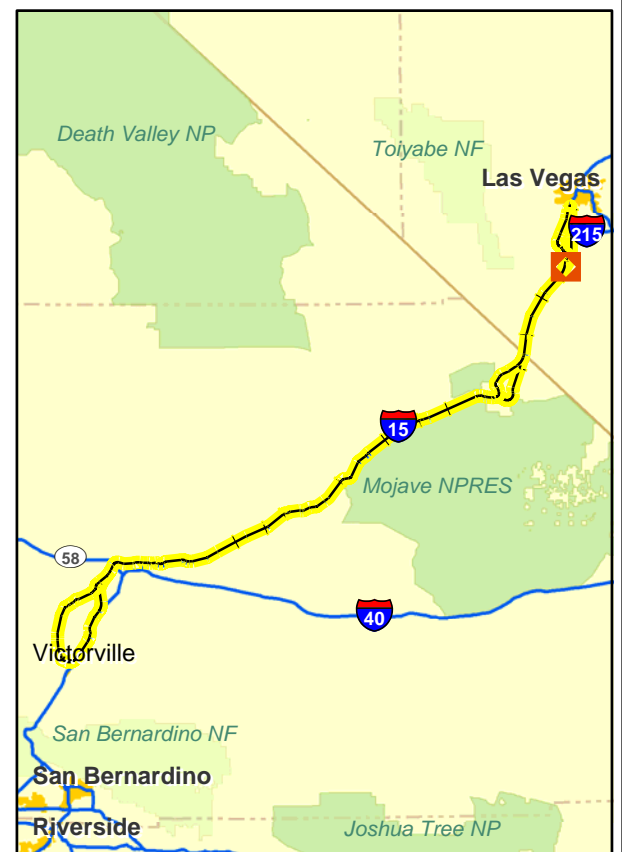 Death Valley NP
Toiyabe NF
Las Vegas
215
15
Mojave NPRES
58
40
Victorville
San Bernardino NF
San Bernardino
Riverside
Joshua Tree NP